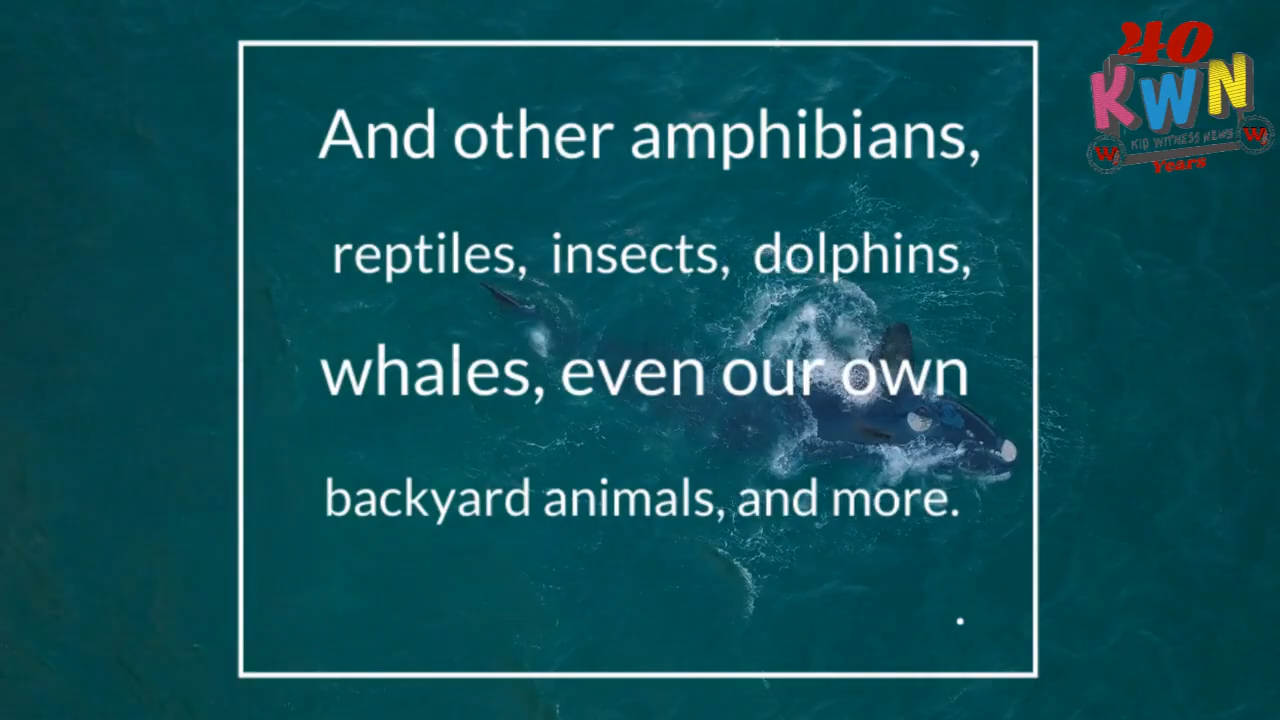 And other amphibians,
reptiles, insects, dolphins,
whales, even our own
backyard animals, and more.
.
40
KWN
KID WITNESS NEWS
W W
Years